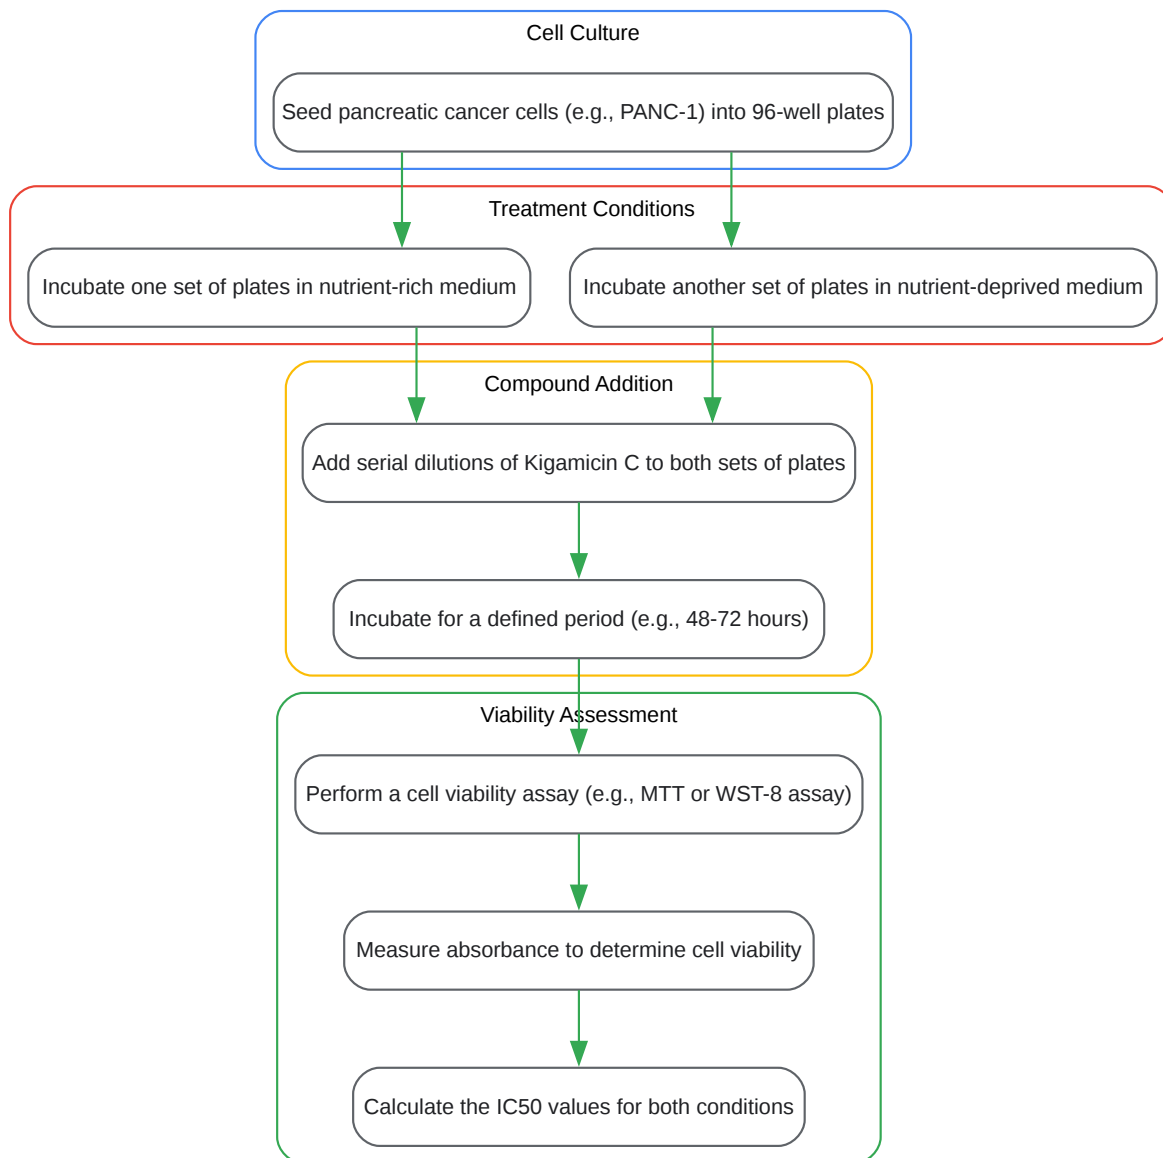 Cell Culture
Seed pancreatic cancer cells (e.g., PANC-1) into 96-well plates
Treatment Conditions
Incubate one set of plates in nutrient-rich medium
Incubate another set of plates in nutrient-deprived medium
Compound Addition
Add serial dilutions of Kigamicin C to both sets of plates
Incubate for a defined period (e.g., 48-72 hours)
Viability Assessment
Perform a cell viability assay (e.g., MTT or WST-8 assay)
Measure absorbance to determine cell viability
Calculate the IC50 values for both conditions